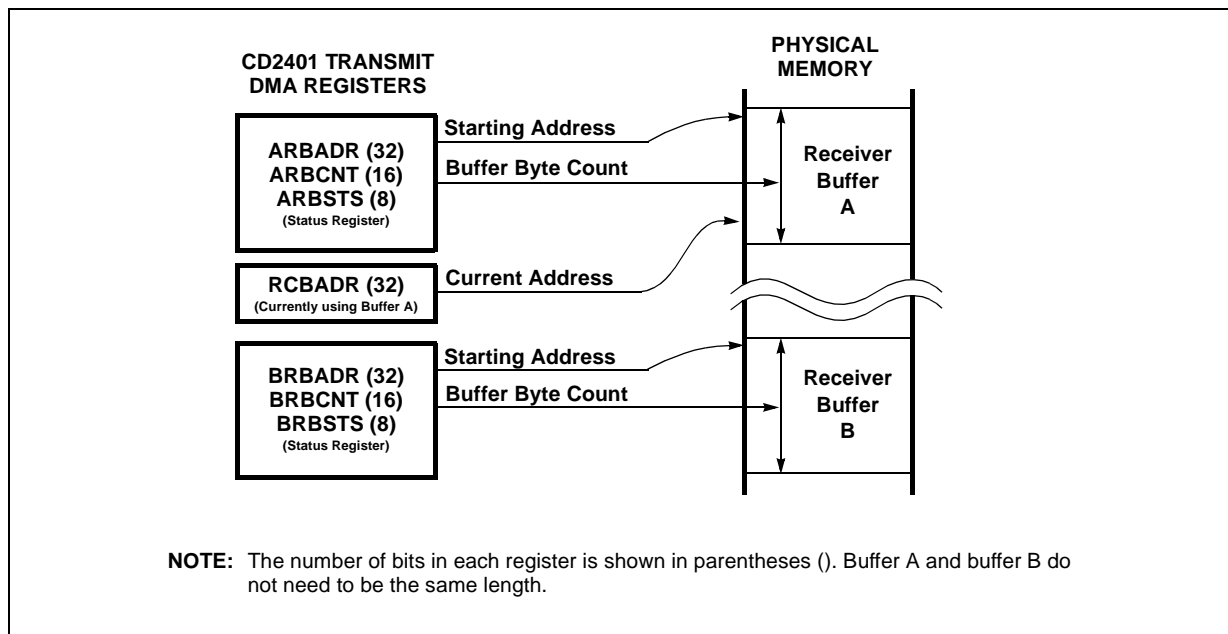 CD2401 TRANSMIT
DMA REGISTERS
PHYSICAL
MEMORY
ARBADR (32)
ARBCNT (16)
ARBSTS (8)
(Status Register)
Starting Address
Buffer Byte Count
Receiver
Buffer
A
RCBADR (32)
(Currently using Buffer A)
Current Address
BRBADR (32)
BRBCNT (16)
BRBSTS (8)
(Status Register)
Starting Address
Buffer Byte Count
Receiver
Buffer
B
NOTE: The number of bits in each register is shown in parentheses (). Buffer A and buffer B do
not need to be the same length.